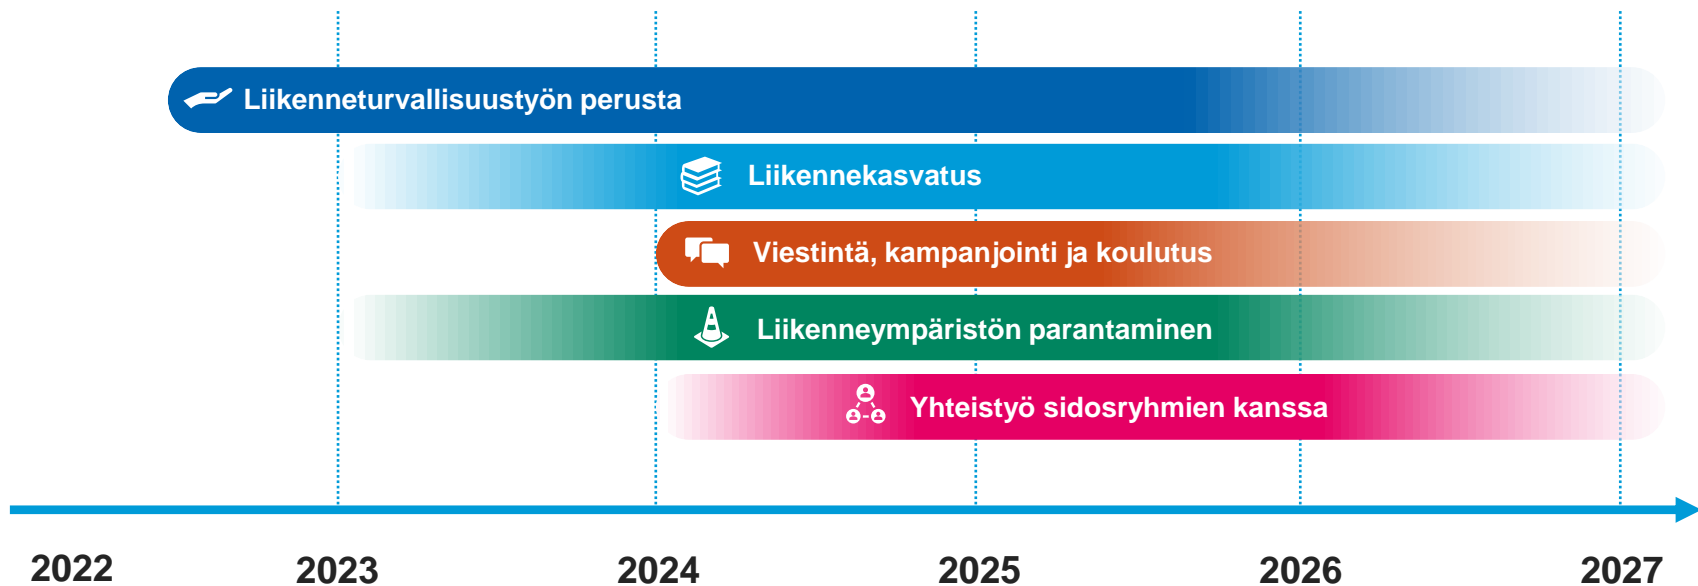 Liikenneturvallisuustyön perusta
Liikennekasvatus
Viestintä, kampanjointi ja koulutus
Liikenneympäristön parantaminen
Yhteistyö sidosryhmien kanssa
2022 2023 2024 2025 2026 2027